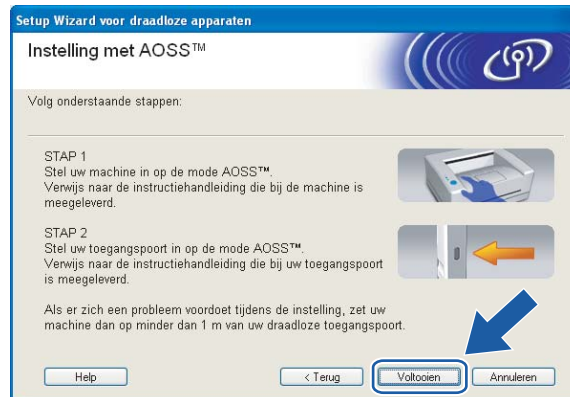 Setup Wizard voor draadloze apparaten
Instelling met AOSS™
Volg onderstaande stappen:
STAP 1
Stel uw machine in op de mode AOSS™.
Verwijs naar de instructiehandleiding die bij de machine is
meegeleverd.
STAP 2
Stel uw toegangspoort in op de mode AOSS™.
Verwijs naar de instructiehandleiding die bij uw toegangspoort
is meegeleverd.
Als er zich een probleem voordoet tijdens de instelling, zet uw
machine dan op minder dan 1 m van uw draadloze toegangspoort.
Help
< Terug
Voltooien
Annuleren